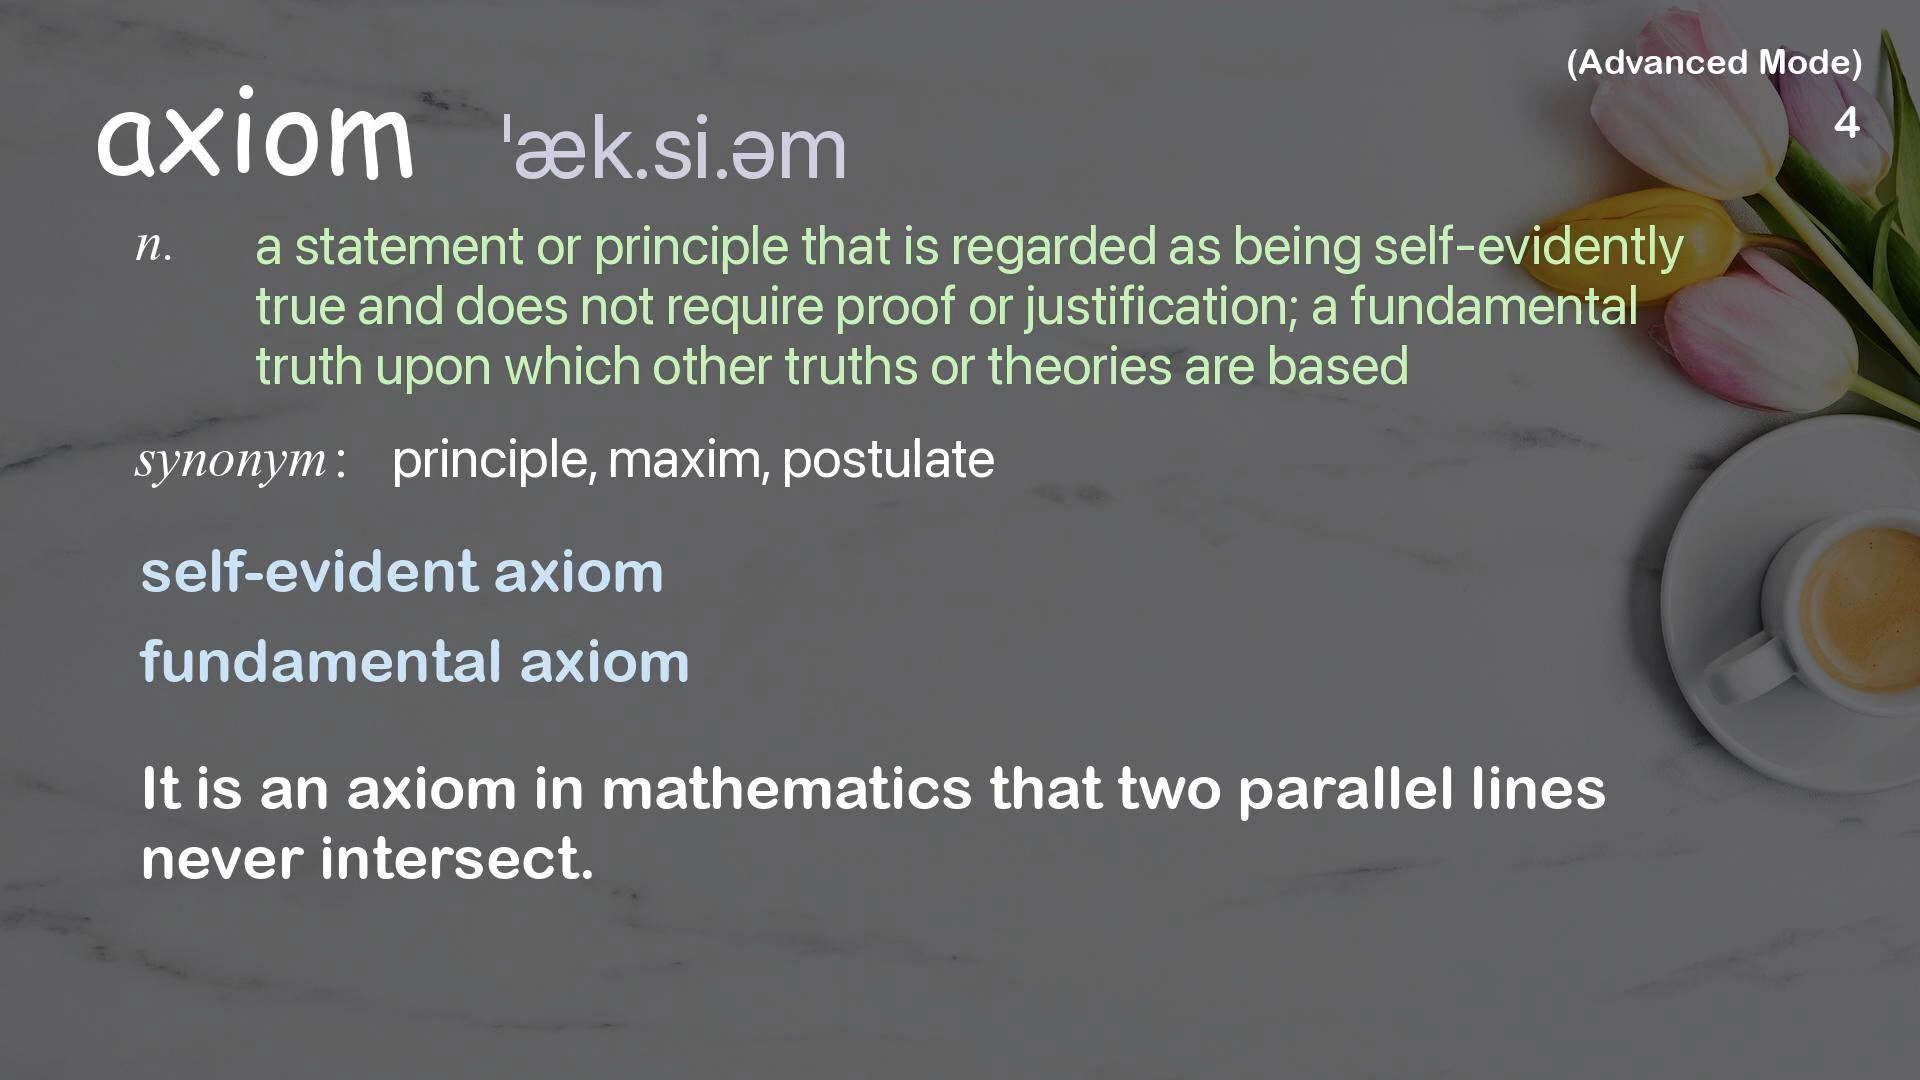 (Advanced Mode)
4
axiom ˈæk.si.əm
n. a statement or principle that is regarded as being self-evidently
true and does not require proof or justification; a fundamental
truth upon which other truths or theories are based
synonym: principle, maxim, postulate
self-evident axiom
fundamental axiom
It is an axiom in mathematics that two parallel lines
never intersect.